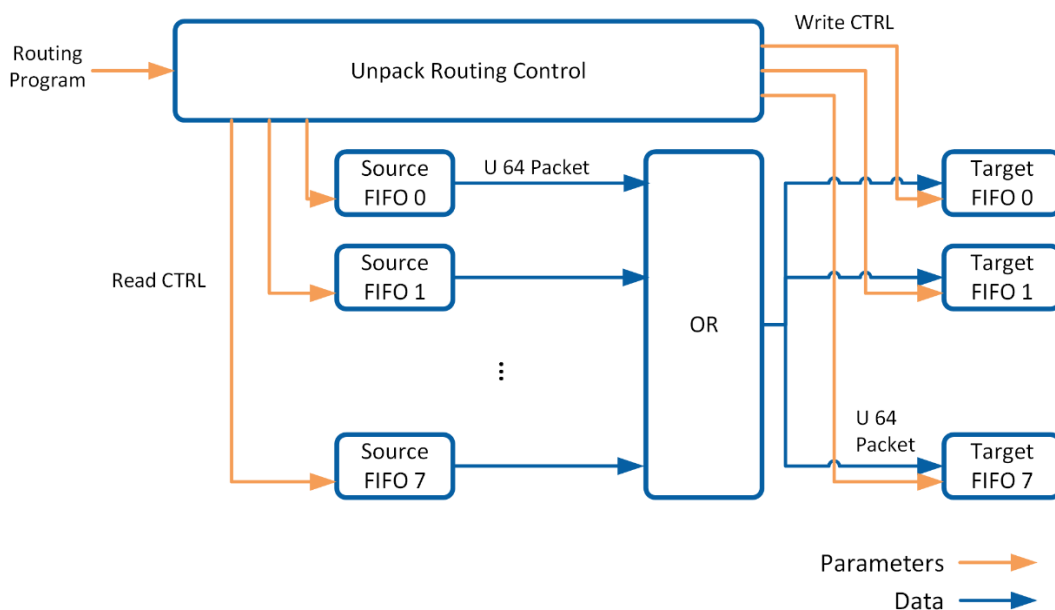 Write CTRL
Routing
Program
Unpack Routing Control
Source
FIFO 0
U 64 Packet
Target
FIFO 0
Read CTRL
Source
FIFO 1
OR
Target
FIFO 1
...
U 64
Packet
Source
FIFO 7
Target
FIFO 7
Parameters
Data